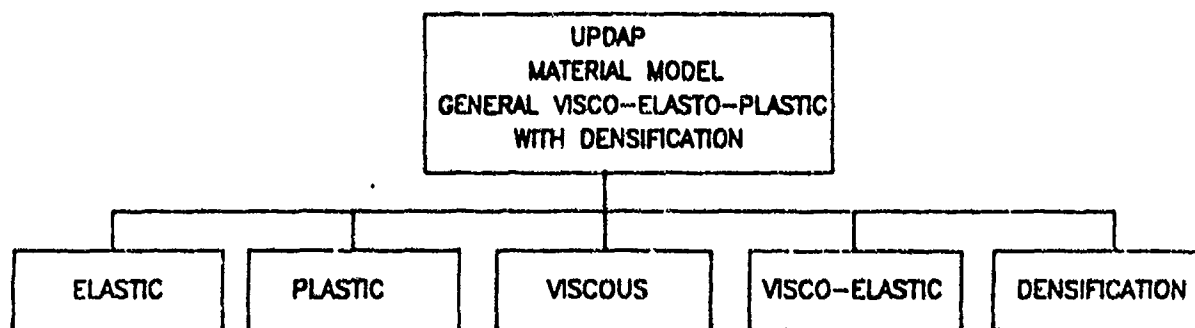 UPDAP
MATERIAL MODEL
GENERAL VISCO-ELASTO-PLASTIC
WITH DENSIFICATION
ELASTIC
PLASTIC
VISCOUS
VISCO-ELASTIC
DENSIFICATION